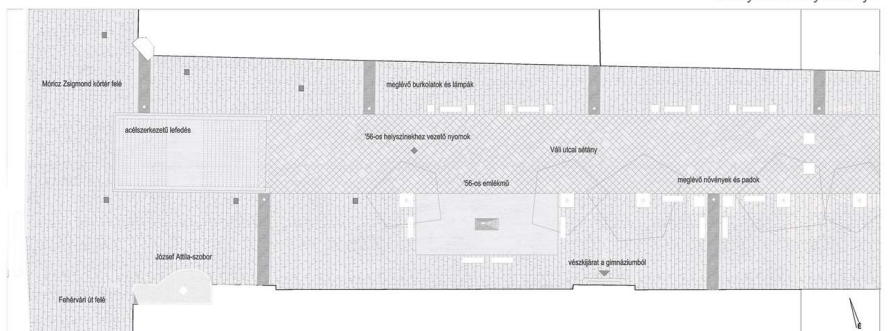 Móricz Zsigmond körtér felé
meglévő burkolatok és lámpák
acélszerkezetű lefedés
'56-os helyszínekhez vezető nyomok
Váli utcai sétány
'56-os emlékmű
meglévő növények és padok
József Attila-szobor
vészkijárat a gimnáziumból
Fehérvári út felé
É